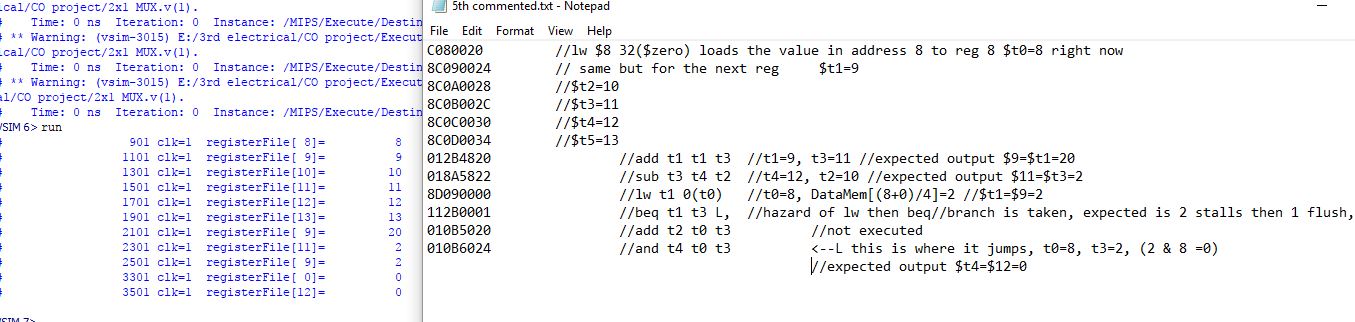 ical/CO project/2x1 MUX.v(1).
# Time: 0 ns Iteration: 0 Instance: /MIPS/Execute/Destin
# ** Warning: (vsim-3015) E:/3rd electrical/CO project/Execut
ical/CO project/2x1 MUX.v(1).
# Time: 0 ns Iteration: 0 Instance: /MIPS/Execute/Destin
# ** Warning: (vsim-3015) E:/3rd electrical/CO project/Execut
al/CO project/2x1 MUX.v(1).
# Time: 0 ns Iteration: 0 Instance: /MIPS/Execute/Destin
VSIM 6> run
# 901 clk=1 registerFile[ 8]= 8
# 1101 clk=1 registerFile[ 9]= 9
# 1301 clk=1 registerFile[10]= 10
# 1501 clk=1 registerFile[11]= 11
# 1701 clk=1 registerFile[12]= 12
# 1901 clk=1 registerFile[13]= 13
# 2101 clk=1 registerFile[ 9]= 20
# 2301 clk=1 registerFile[11]= 2
# 2501 clk=1 registerFile[ 9]= 2
# 3301 clk=1 registerFile[ 0]= 0
# 3501 clk=1 registerFile[12]= 0
VSIM 7>
5th commented.txt - Notepad
File Edit Format View Help
C080020 //lw $8 32($zero) loads the value in address 8 to reg 8 $t0=8 right now
8C090024 // same but for the next reg $t1=9
8C0A0028 //$t2=10
8C0B002C //$t3=11
8C0C0030 //$t4=12
8C0D0034 //$t5=13
012B4820 //add t1 t1 t3 //t1=9, t3=11 //expected output $9=$t1=20
018A5822 //sub t3 t4 t2 //t4=12, t2=10 //expected output $11=$t3=2
8D090000 //lw t1 0(t0) //t0=8, DataMem[(8+0)/4]=2 //$t1=$9=2
112B0001 //beq t1 t3 L, //hazard of lw then beq//branch is taken, expected is 2 stalls then 1 flush,
010B5020 //add t2 t0 t3 //not executed
010B6024 //and t4 t0 t3 <--L this is where it jumps, t0=8, t3=2, (2 & 8 =0)
//expected output $t4=$12=0